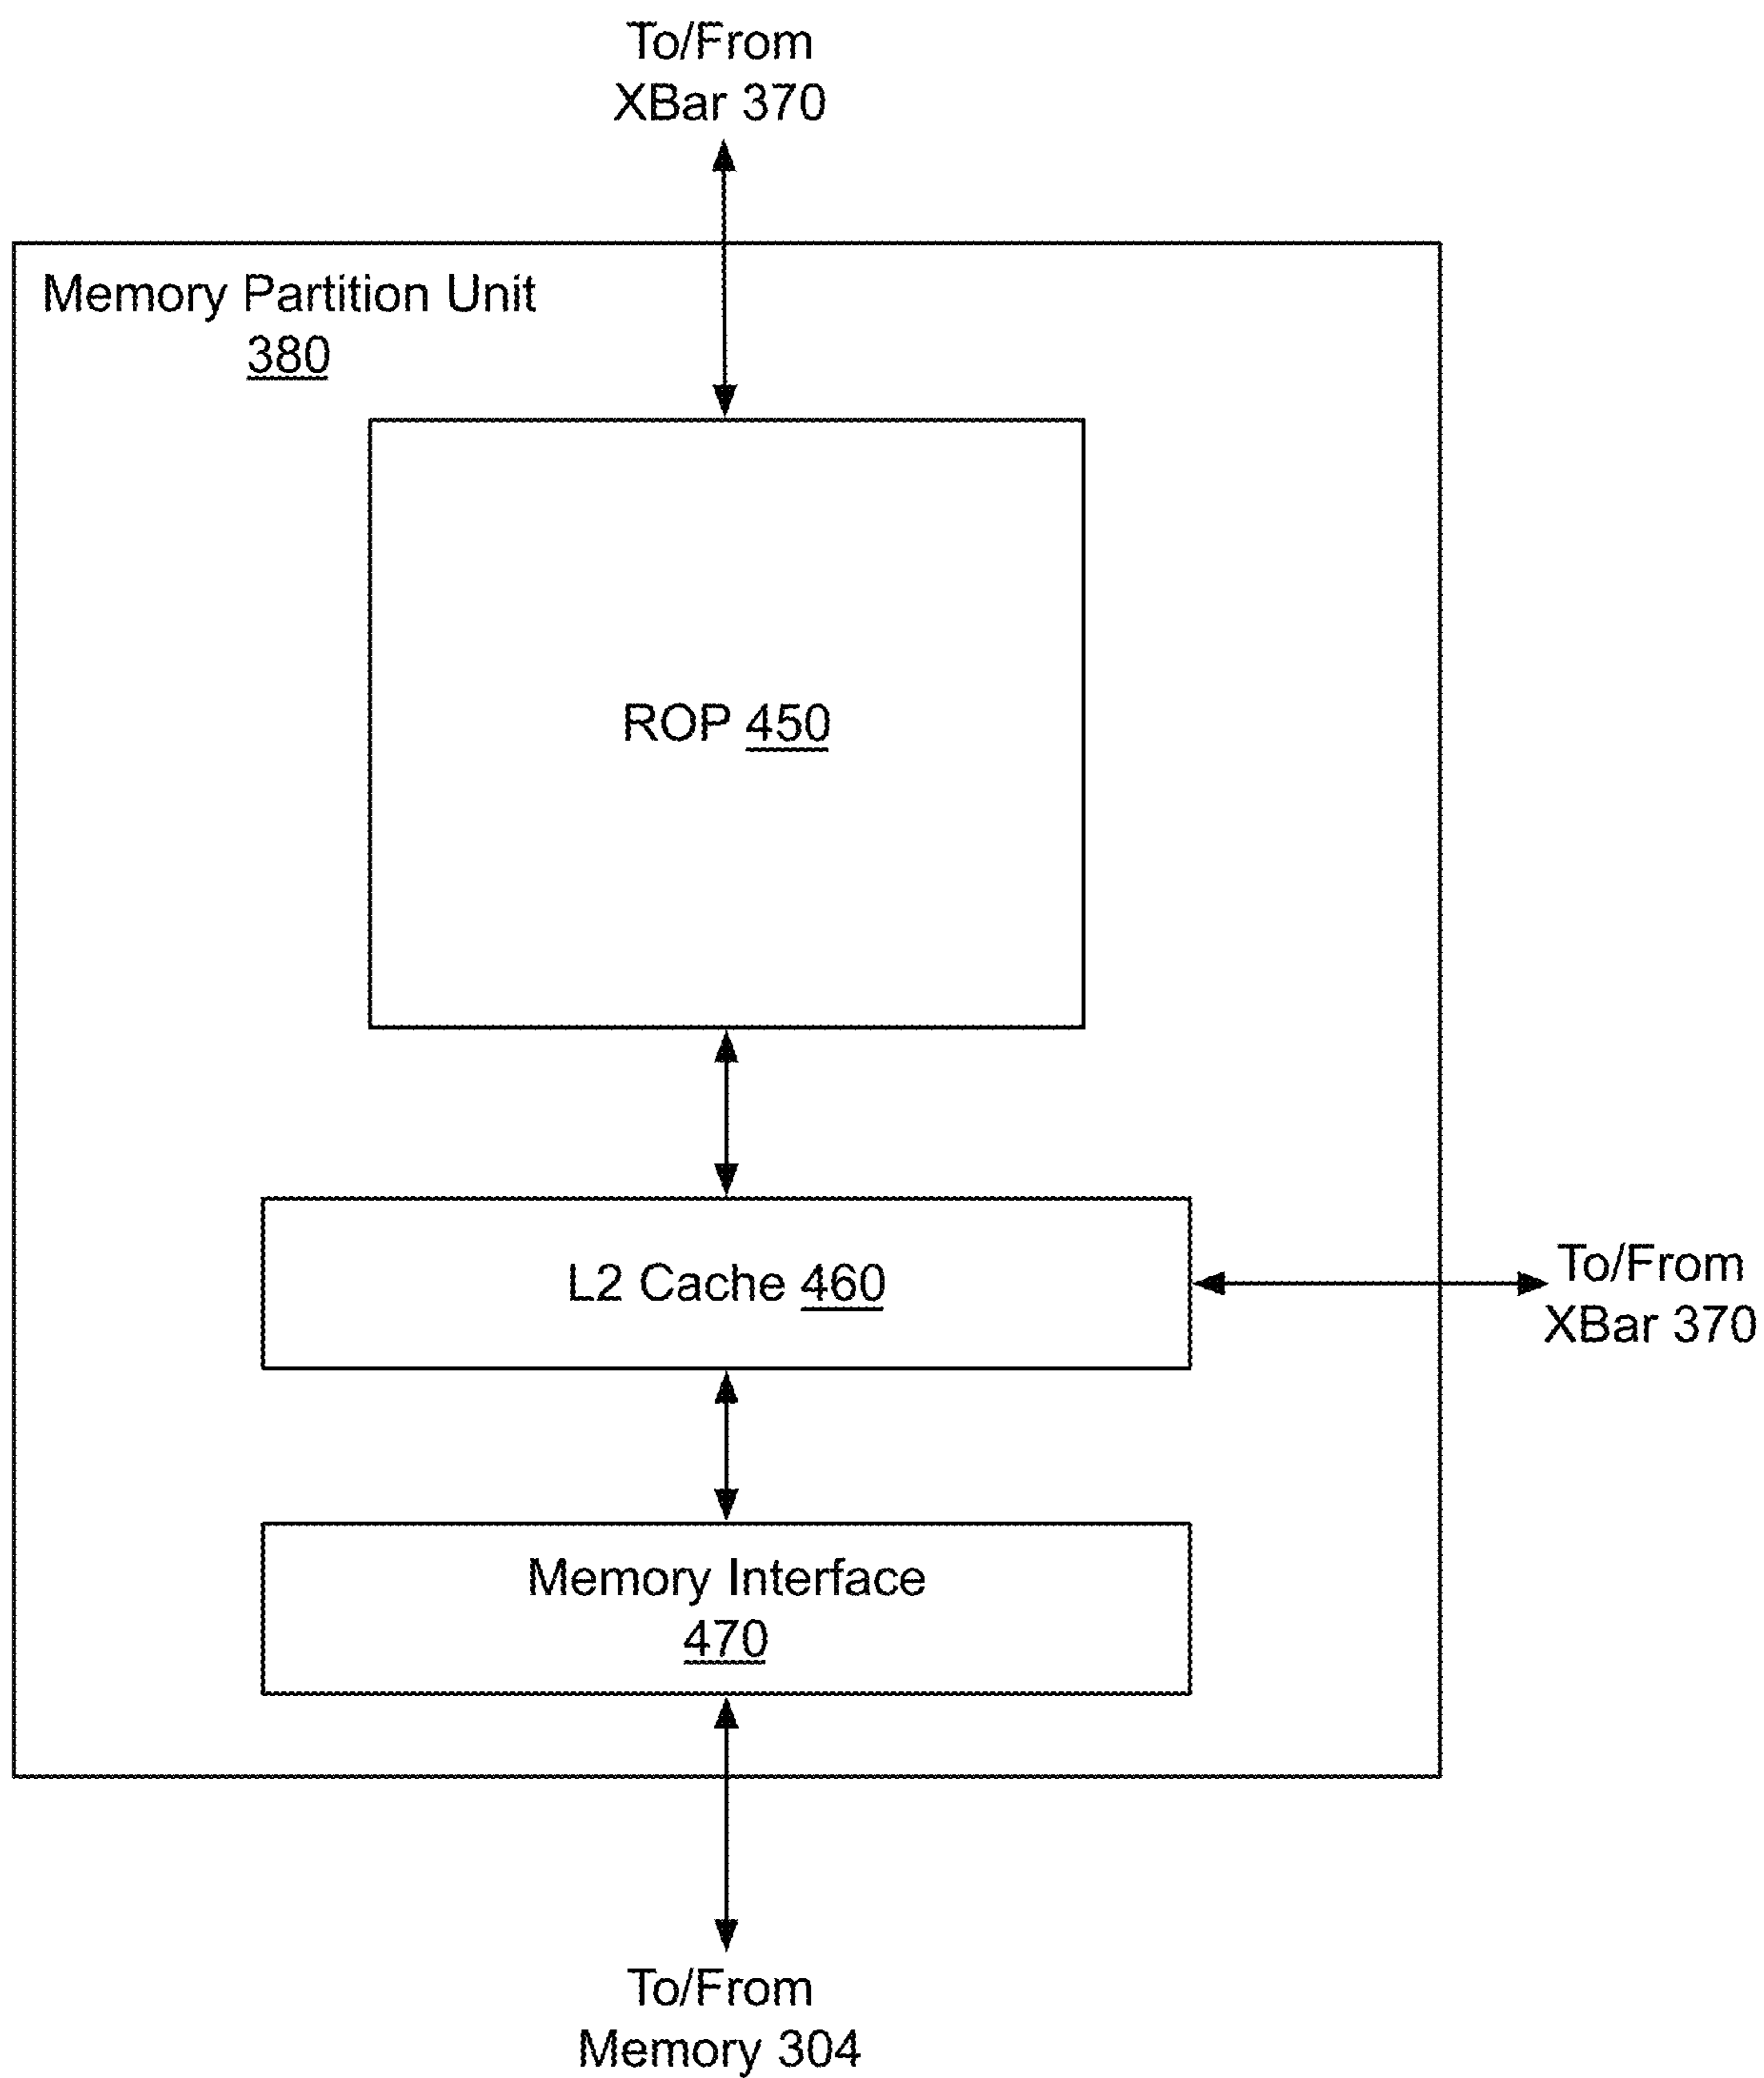 To/From
XBar 370
Memory Partition Unit
380
ROP 450
L2 Cache 460
To/From
XBar 370
Memory Interface
470
To/From
Memory 304